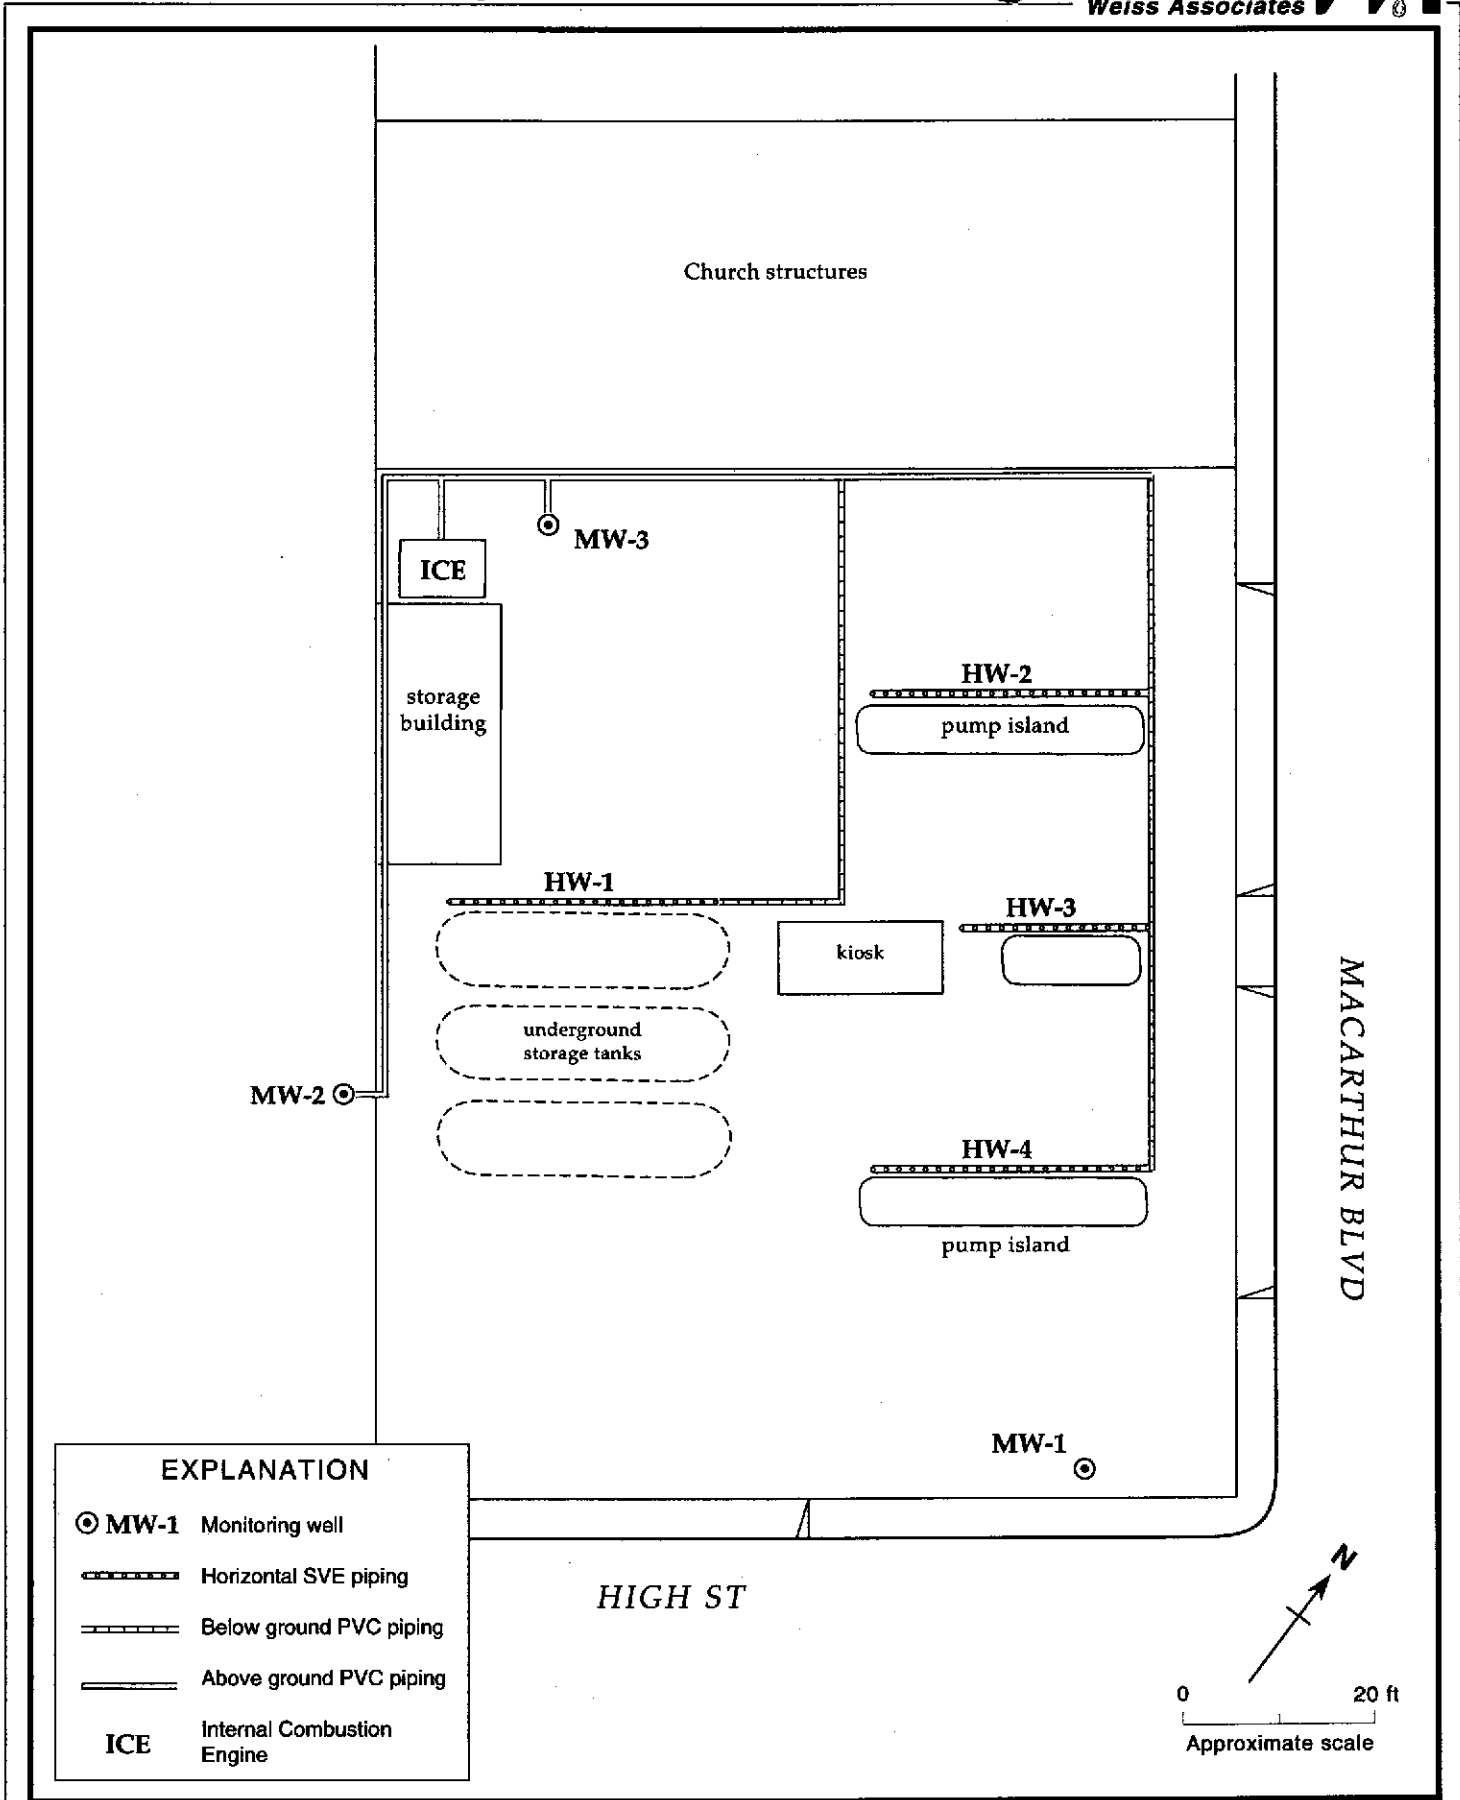 Weiss Associates
Church structures
MW-3
ICE
HW-2
storage
building
pump island
HW-1
HW-3
kiosk
underground
storage tanks
MW-2
MACARTHUR BLVD
HW-4
pump island
MW-1
EXPLANATION
MW-1 Monitoring well
Horizontal SVE piping
Below ground PVC piping
Above ground PVC piping
ICE Internal Combustion
Engine
HIGH ST
N
0 20 ft
Approximate scale